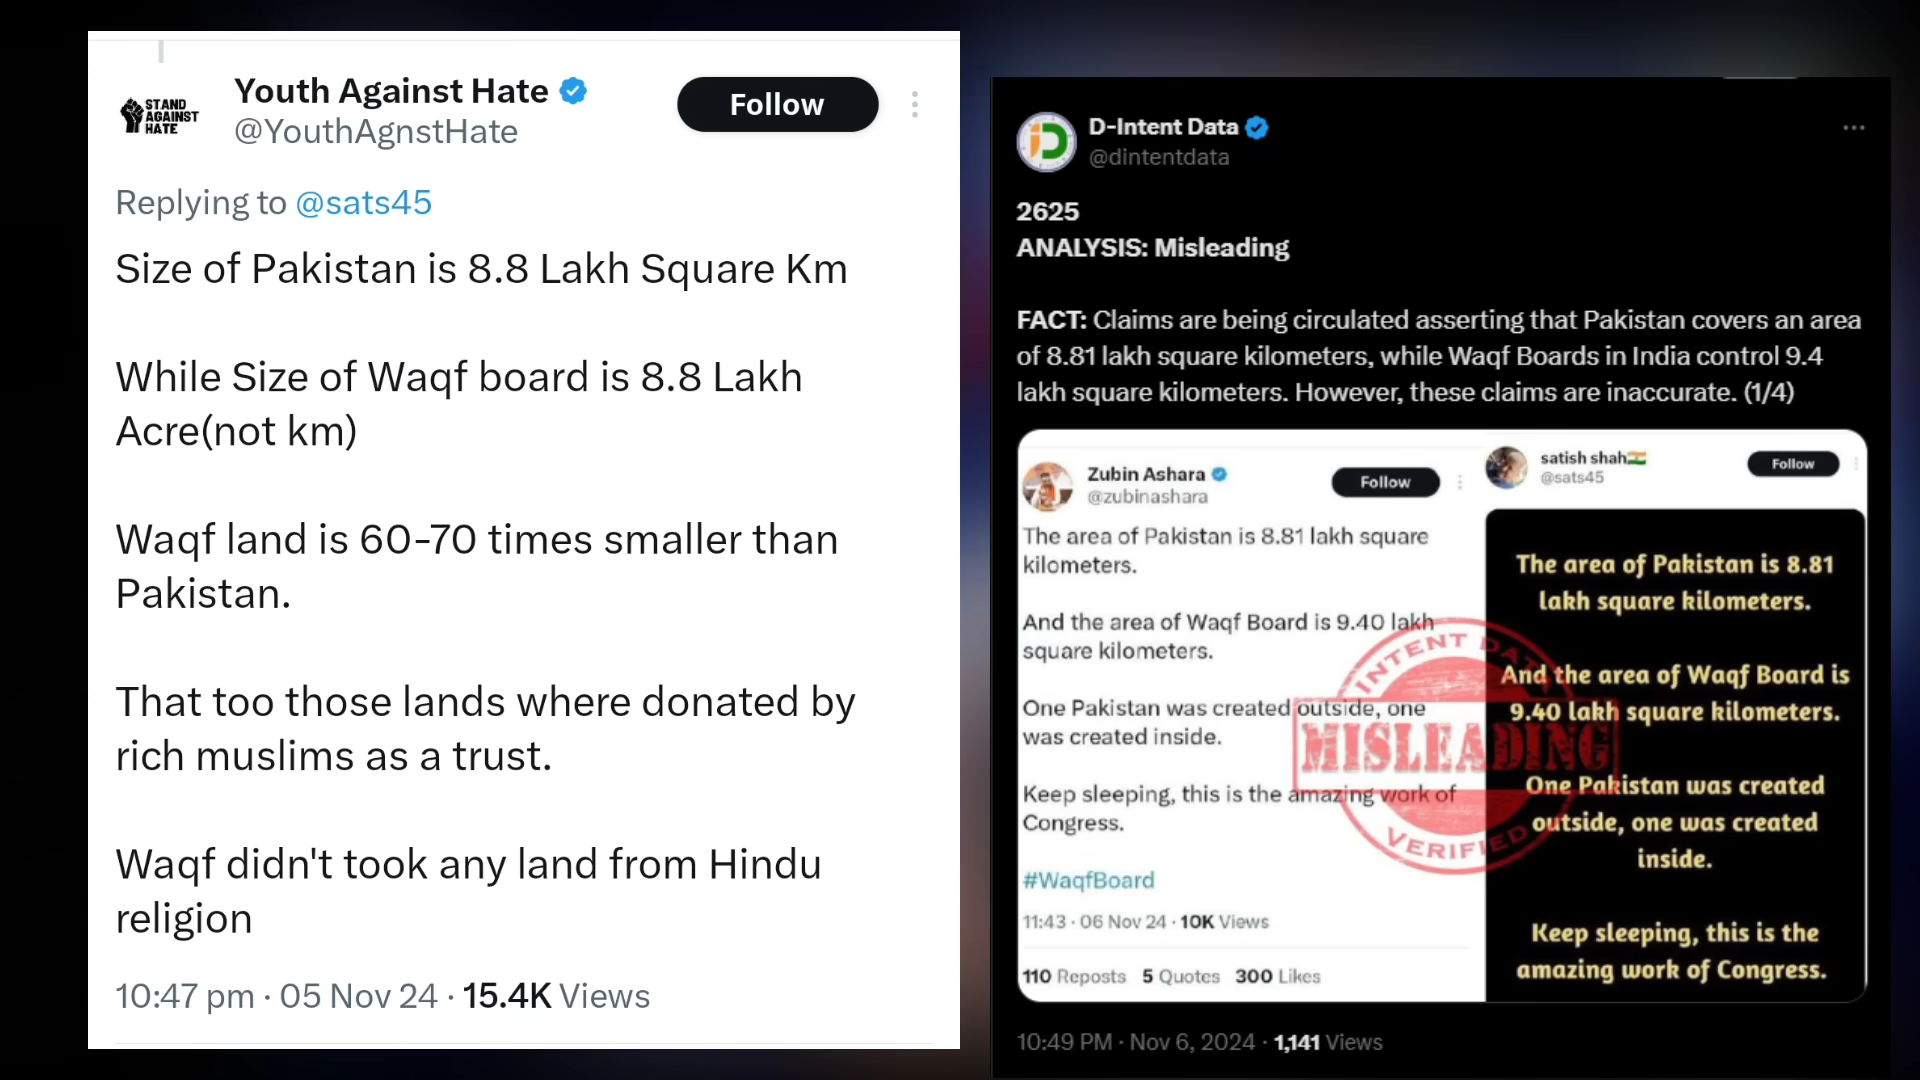 STAND
AGAINST
HATE
Youth Against Hate
@YouthAgnstHate
Follow
Replying to @sats45
Size of Pakistan is 8.8 Lakh Square Km
While Size of Waqf board is 8.8 Lakh
Acre(not km)
Waqf land is 60-70 times smaller than
Pakistan.
That too those lands where donated by
rich muslims as a trust.
Waqf didn't took any land from Hindu
religion
10:47 pm · 05 Nov 24 · 15.4K Views
D-Intent Data
@dintentdata
2625
ANALYSIS: Misleading
FACT: Claims are being circulated asserting that Pakistan covers an area
of 8.81 lakh square kilometers, while Waqf Boards in India control 9.4
lakh square kilometers. However, these claims are inaccurate. (1/4)
Zubin Ashara
@zubinashara
Follow
The area of Pakistan is 8.81 lakh square
kilometers.
And the area of Waqf Board is 9.40 lakh
square kilometers.
One Pakistan was created outside, one
was created inside.
Keep sleeping, this is the amazing work of
Congress.
#WaqfBoard
11:43 · 06 Nov 24 · 10K Views
110 Reposts 5 Quotes 300 Likes
satish shah
@sats45
Follow
The area of Pakistan is 8.81
lakh square kilometers.
And the area of Waqf Board is
9.40 lakh square kilometers.
One Pakistan was created
outside, one was created
inside.
Keep sleeping, this is the
amazing work of Congress.
INTENT DATA
MISLEADING
VERIFIED
10:49 PM · Nov 6, 2024 · 1,141 Views